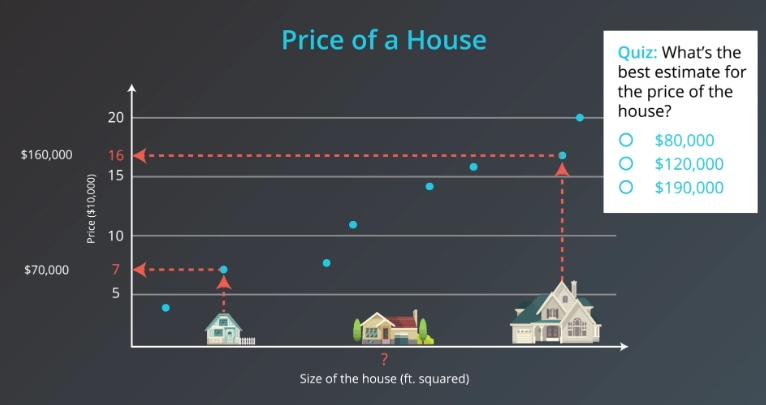 Price of a House
Quiz: What's the
best estimate for
the price of the
house?
$80,000
$120,000
$190,000
20
$160,000
16
15
Price ($10,000)
10
$70,000
7
5
?
Size of the house (ft. squared)